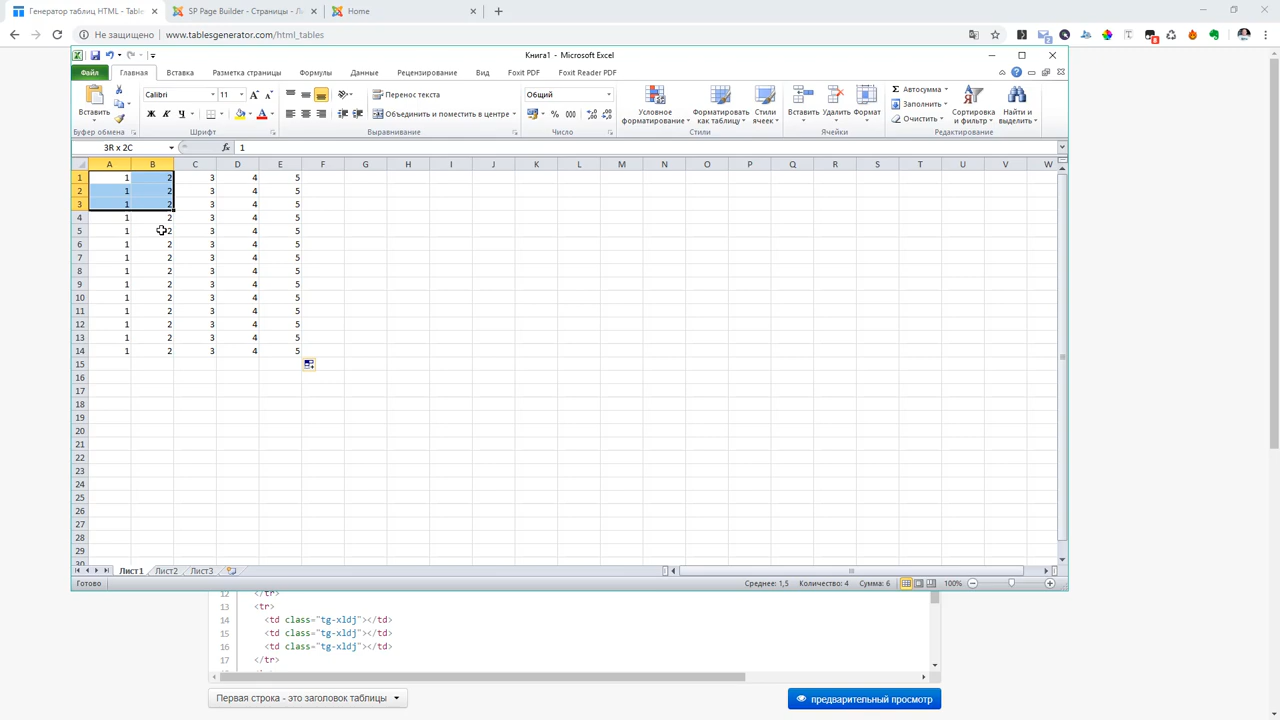 Генератор таблиц HTML - Т
SP Page Builder - Страницы - Ла
Home
Не защищено
www.tablesgenerator.com/html_tables
Книга1 - Microsoft Excel
Файл Главная Вставка Разметка страницы Формулы Данные Рецензирование Вид Foxit PDF Foxit Reader PDF
Вставить
Буфер обмена
Calibri 11
Ж К Ч
Шрифт
Перенос текста
Объединить и поместить в центре
Выравнивание
Общий
Число
Условное форматирование
Форматировать как таблицу
Стили ячеек
Стили
Вставить Удалить Формат
Ячейки
Автосумма
Заполнить
Очистить
Сортировка и фильтр
Найти и выделить
Редактирование
3R x 2C
fx 1
A B C D E F G H I J K L M N O P Q R S T U V W
1 1 2 3 4 5
2 1 2 3 4 5
3 1 2 3 4 5
4 1 2 3 4 5
5 1 2 3 4 5
6 1 2 3 4 5
7 1 2 3 4 5
8 1 2 3 4 5
9 1 2 3 4 5
10 1 2 3 4 5
11 1 2 3 4 5
12 1 2 3 4 5
13 1 2 3 4 5
14 1 2 3 4 5
15
16
17
18
19
20
21
22
23
24
25
26
27
28
29
30
Лист1 Лист2 Лист3
Готово
Среднее: 1,5 Количество: 4 Сумма: 6
100%
12 </tr>
13 <tr>
14 <td class="tg-xldj"></td>
15 <td class="tg-xldj"></td>
16 <td class="tg-xldj"></td>
17 </tr>
Первая строка - это заголовок таблицы
предварительный просмотр